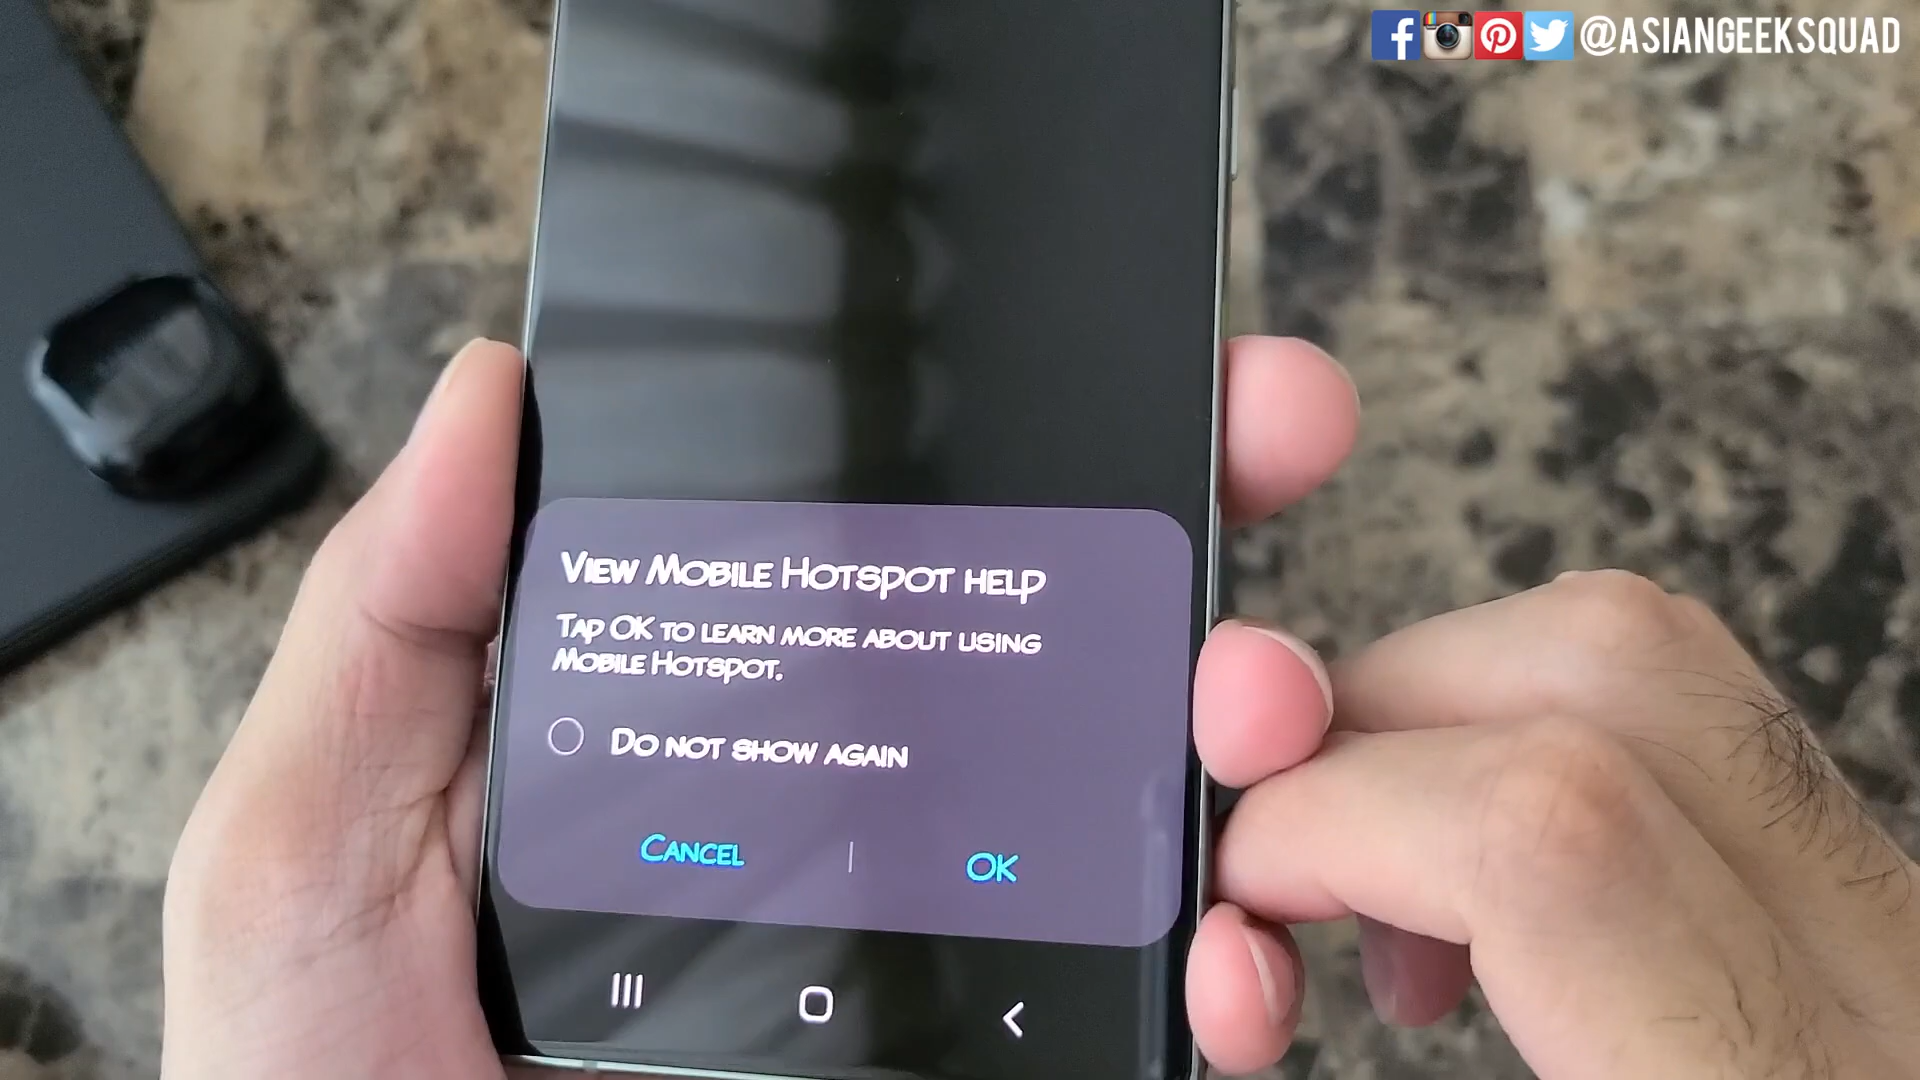 @ASIANGEEKSQUAD
VIEW MOBILE HOTSPOT HELP
TAP OK TO LEARN MORE ABOUT USING
MOBILE HOTSPOT.
DO NOT SHOW AGAIN
CANCEL
OK